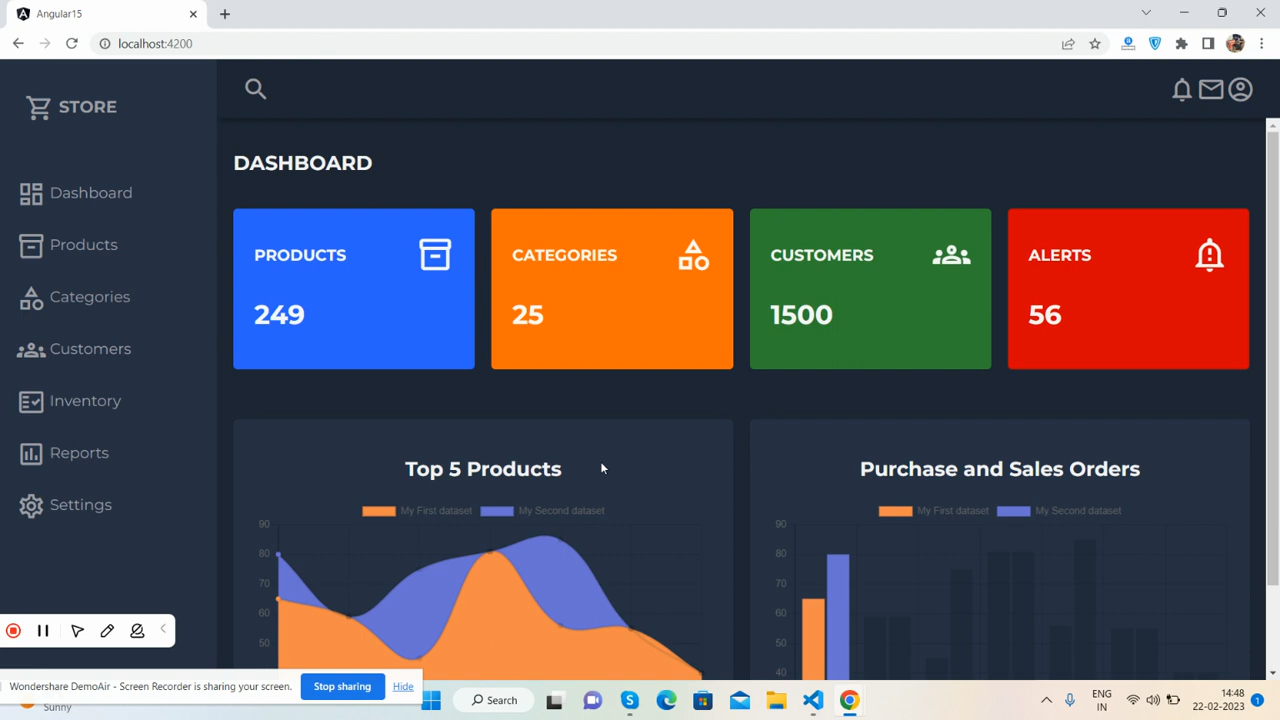 Angular15
localhost:4200
STORE
Dashboard
Products
Categories
Customers
Inventory
Reports
Settings
DASHBOARD
PRODUCTS
249
CATEGORIES
25
CUSTOMERS
1500
ALERTS
56
Top 5 Products
My First dataset
My Second dataset
90
80
70
60
50
Purchase and Sales Orders
My First dataset
My Second dataset
90
80
70
60
50
40
Wondershare DemoAir - Screen Recorder is sharing your screen.
Stop sharing
Hide
Sunny
Search
ENG
IN
14:48
22-02-2023
1